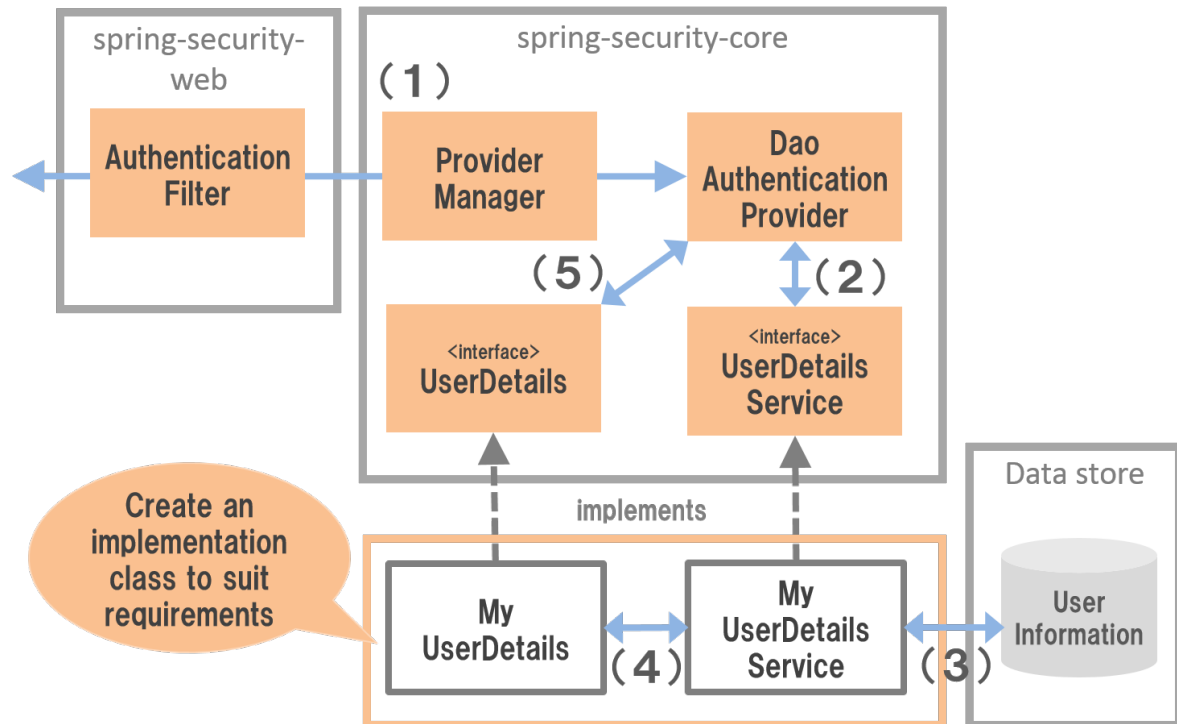 spring-security-
web
Authentication
Filter
spring-security-core
(1)
Provider
Manager
Dao
Authentication
Provider
(5)
(2)
<interface>
UserDetails
<interface>
UserDetails
Service
implements
Create an
implementation
class to suit
requirements
My
UserDetails
(4)
My
UserDetails
Service
(3)
Data store
User
Information